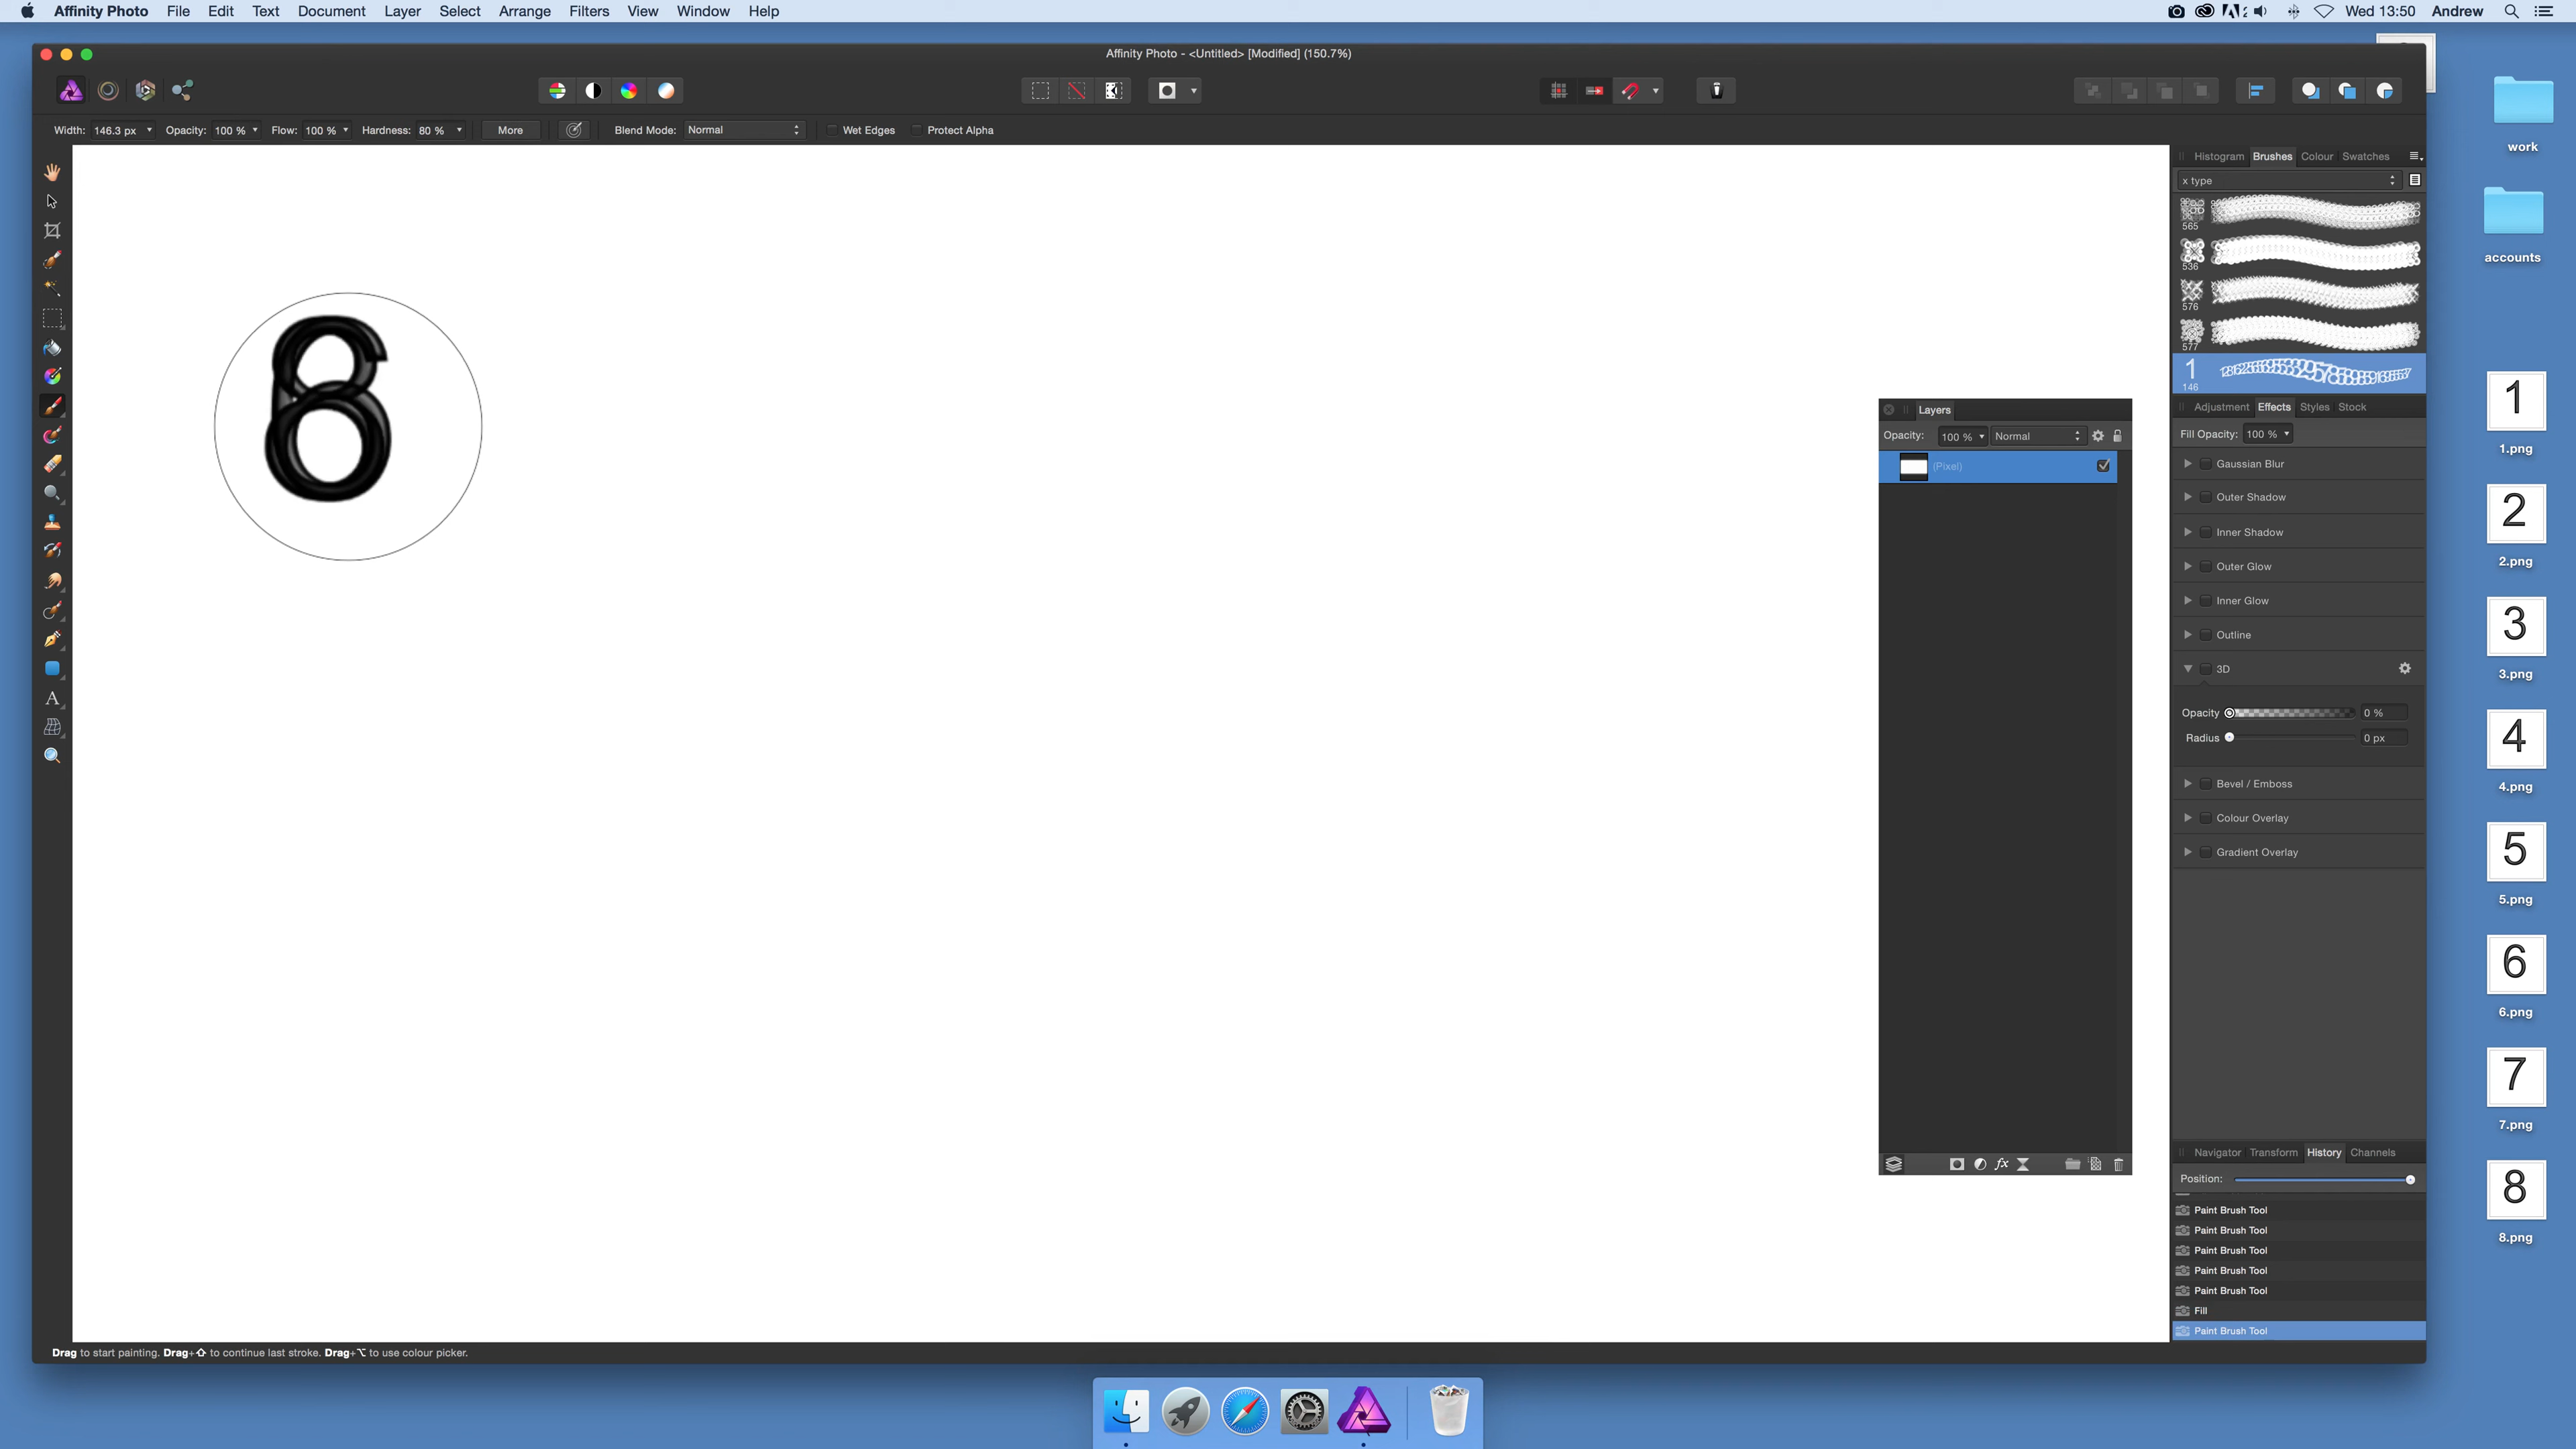 Affinity Photo File Edit Text Document Layer Select Arrange Filters View Window Help
Wed 13:50 Andrew
Affinity Photo - <Untitled> [Modified] (150.7%)
Width: 146.3 px Opacity: 100 % Flow: 100 % Hardness: 80 % More Blend Mode: Normal Wet Edges Protect Alpha
Histogram Brushes Colour Swatches
x type
565
536
576
577
1
146
Adjustment Effects Styles Stock
Fill Opacity: 100 %
Gaussian Blur
Outer Shadow
Inner Shadow
Outer Glow
Inner Glow
Outline
3D
Opacity 0 %
Radius 0 px
Bevel / Emboss
Colour Overlay
Gradient Overlay
Layers
Opacity: 100 % Normal
(Pixel)
Navigator Transform History Channels
Position:
Paint Brush Tool
Paint Brush Tool
Paint Brush Tool
Paint Brush Tool
Paint Brush Tool
Fill
Paint Brush Tool
work
accounts
1
1.png
2
2.png
3
3.png
4
4.png
5
5.png
6
6.png
7
7.png
8
8.png
Drag to start painting. Drag+⇧ to continue last stroke. Drag+⌥ to use colour picker.